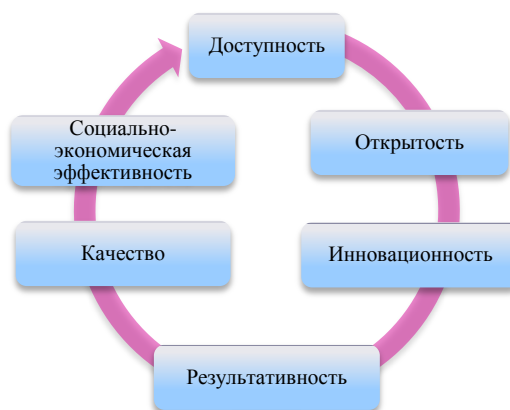 Доступность
Открытость
Инновационность
Результативность
Качество
Социально-
экономическая
эффективность